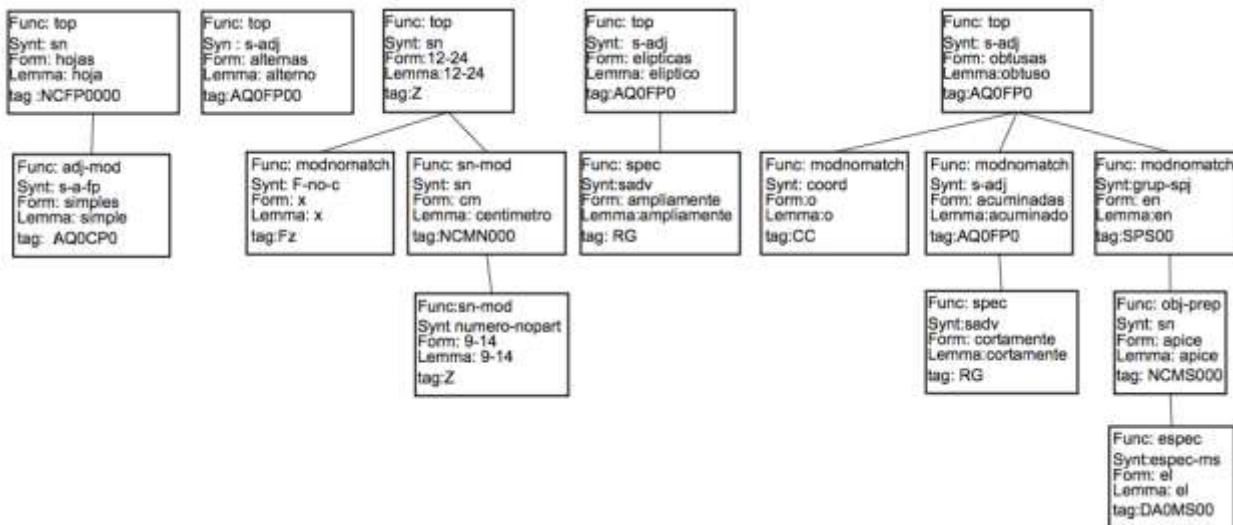 Func: top
Synt: sn
Form: hojas
Lemma: hoja
tag :NCFP0000
Func: top
Syn : s-adj
Form: alternas
Lemma: alterno
tag:AQ0FP00
Func: top
Synt: sn
Form:12-24
Lemma:12-24
tag:Z
Func: top
Synt: s-adj
Form: elipticas
Lemma: eliptico
tag:AQ0FP0
Func: top
Synt: s-adj
Form: obtusas
Lemma:obtuso
tag:AQ0FP0
Func: adj-mod
Synt: s-a-fp
Form: simples
Lemma: simple
tag: AQ0CP0
Func: modnomatch
Synt: F-no-c
Form: x
Lemma: x
tag:Fz
Func: sn-mod
Synt: sn
Form: cm
Lemma: centimetro
tag:NCMN000
Func: spec
Synt:sadv
Form: ampliamente
Lemma:ampliamente
tag: RG
Func: modnomatch
Synt: coord
Form:o
Lemma:o
tag:CC
Func: modnomatch
Synt: s-adj
Form: acuminadas
Lemma:acuminado
tag:AQ0FP0
Func: modnomatch
Synt:grup-spj
Form: en
Lemma:en
tag:SPS00
Func:sn-mod
Synt numero-nopart
Form: 9-14
Lemma: 9-14
tag:Z
Func: spec
Synt:sadv
Form: cortamente
Lemma:cortamente
tag: RG
Func: obj-prep
Synt: sn
Form: apice
Lemma: apice
tag: NCMS000
Func: espec
Synt:espec-ms
Form: el
Lemma: el
tag:DA0MS00